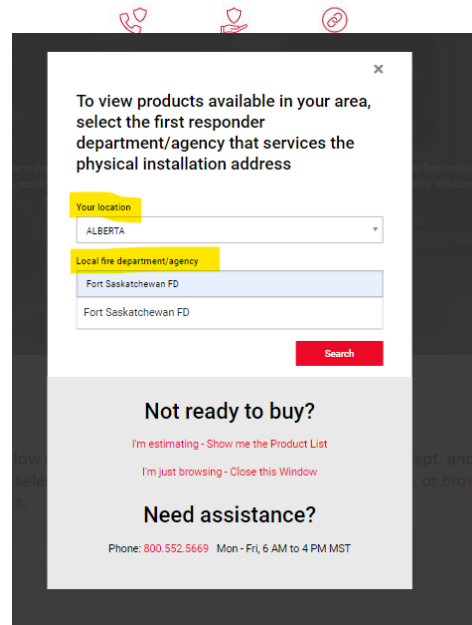 ×
To view products available in your area,
select the first responder
department/agency that services the
physical installation address
Your location
ALBERTA
Local fire department/agency
Fort Saskatchewan FD
Fort Saskatchewan FD
Search
Not ready to buy?
I'm estimating - Show me the Product List
I'm just browsing - Close this Window
Need assistance?
Phone: 800.552.5669 Mon - Fri, 6 AM to 4 PM MST